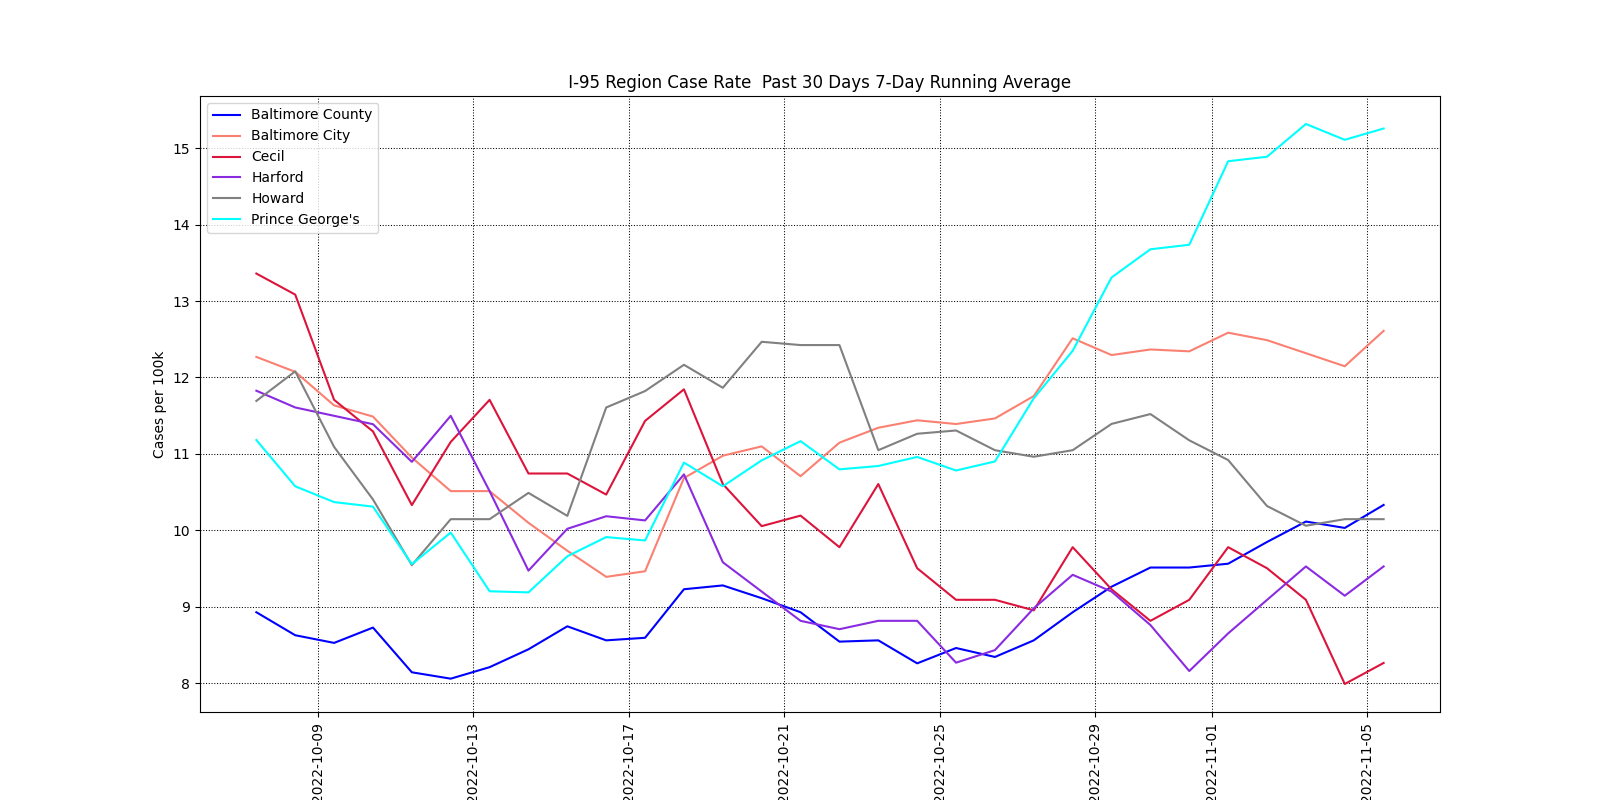 I-95 Region Case Rate  Past 30 Days 7-Day Running Average
Baltimore County
Baltimore City
Cecil
Harford
Howard
Prince George's
Cases per 100k
15
14
13
12
11
10
9
8
2022-10-09
2022-10-13
2022-10-17
2022-10-21
2022-10-25
2022-10-29
2022-11-01
2022-11-05